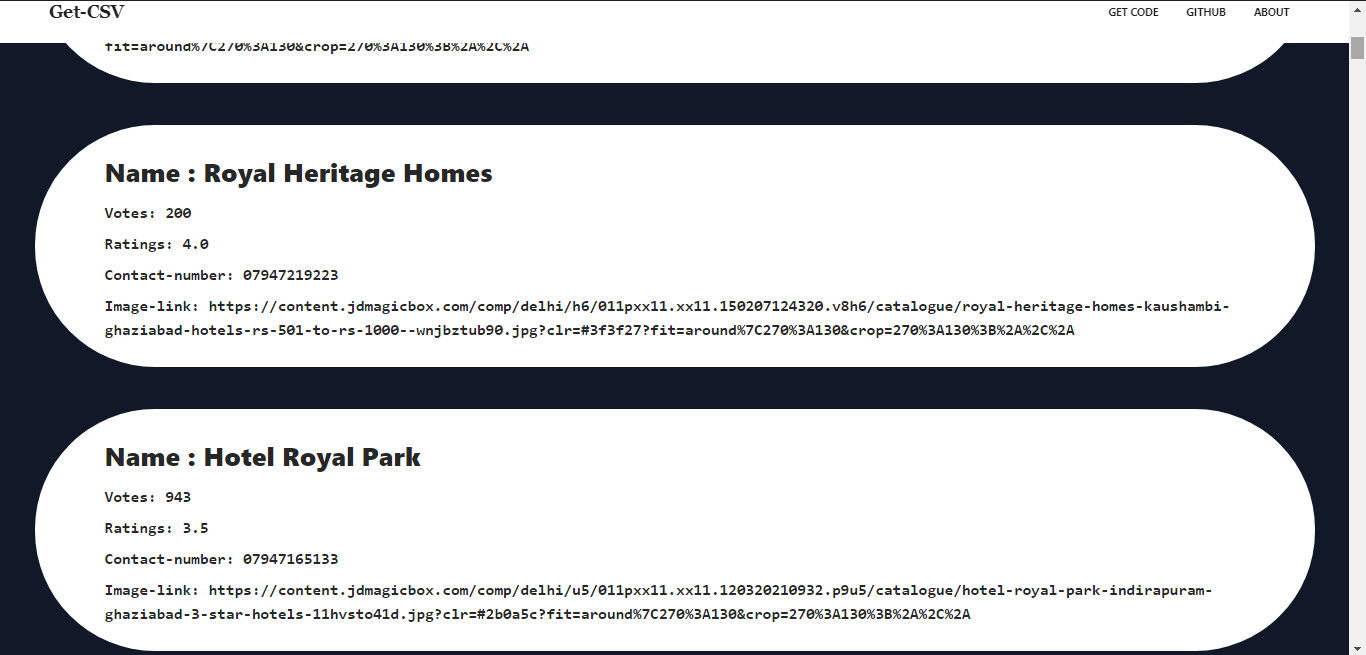 Get-CSV
GET CODE
GITHUB
ABOUT
fit=around%7C270%3A130&crop=270%3A130%3B%2A%2C%2A
Name : Royal Heritage Homes
Votes: 200
Ratings: 4.0
Contact-number: 07947219223
Image-link: https://content.jdmagicbox.com/comp/delhi/h6/011pxx11.xx11.150207124320.v8h6/catalogue/royal-heritage-homes-kaushambi-
ghaziabad-hotels-rs-501-to-rs-1000--wnjbztub90.jpg?clr=#3f3f27?fit=around%7C270%3A130&crop=270%3A130%3B%2A%2C%2A
Name : Hotel Royal Park
Votes: 943
Ratings: 3.5
Contact-number: 07947165133
Image-link: https://content.jdmagicbox.com/comp/delhi/u5/011pxx11.xx11.120320210932.p9u5/catalogue/hotel-royal-park-indirapuram-
ghaziabad-3-star-hotels-11hvsto41d.jpg?clr=#2b0a5c?fit=around%7C270%3A130&crop=270%3A130%3B%2A%2C%2A